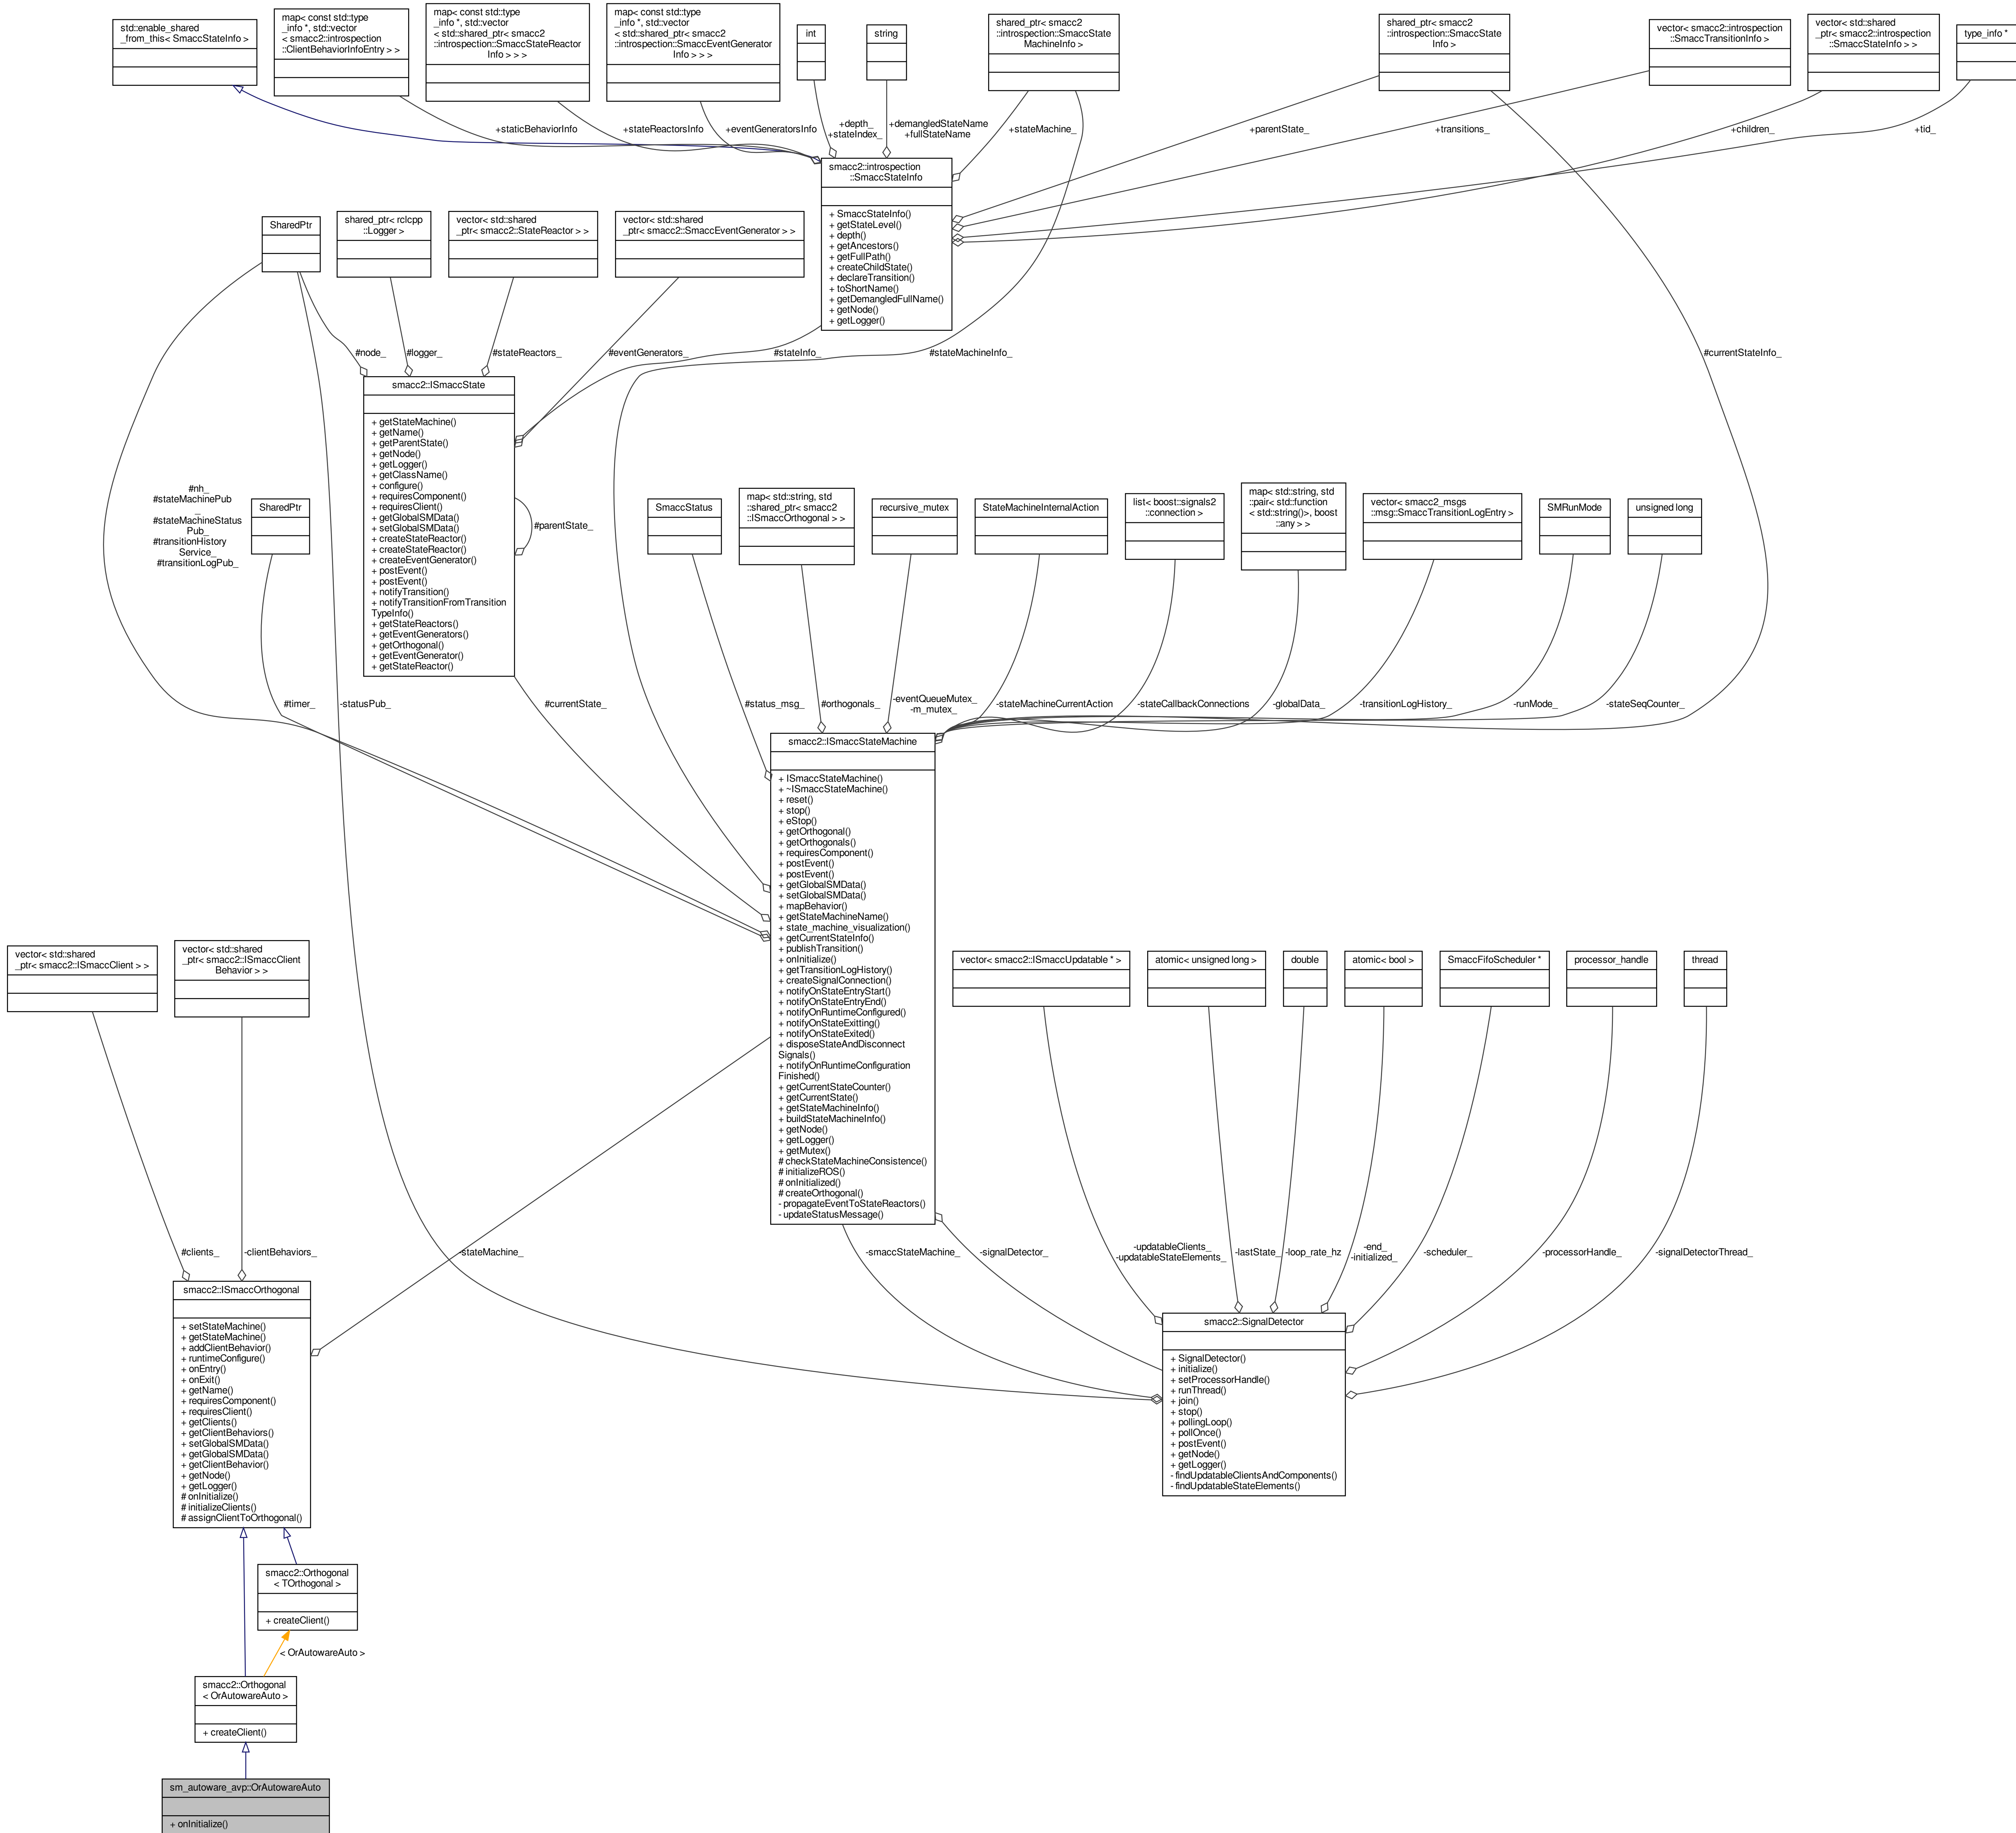 std::enable_shared
_from_this< SmaccStateInfo >
map< const std::type
_info *, std::vector
< smacc2::introspection
::ClientBehaviorInfoEntry > >
map< const std::type
_info *, std::vector
< std::shared_ptr< smacc2
::introspection::SmaccStateReactor
Info > > >
map< const std::type
_info *, std::vector
< std::shared_ptr< smacc2
::introspection::SmaccEventGenerator
Info > > >
int
string
shared_ptr< smacc2
::introspection::SmaccState
MachineInfo >
shared_ptr< smacc2
::introspection::SmaccState
Info >
vector< smacc2::introspection
::SmaccTransitionInfo >
vector< std::shared
_ptr< smacc2::introspection
::SmaccStateInfo > >
type_info *
+staticBehaviorInfo
+stateReactorsInfo
+eventGeneratorsInfo
+depth_
+stateIndex_
+demangledStateName
+fullStateName
+stateMachine_
+parentState_
+transitions_
+children_
+tid_
smacc2::introspection
::SmaccStateInfo
+ SmaccStateInfo()
+ getStateLevel()
+ depth()
+ getAncestors()
+ getFullPath()
+ createChildState()
+ declareTransition()
+ toShortName()
+ getDemangledFullName()
+ getNode()
+ getLogger()
SharedPtr
shared_ptr< rclcpp
::Logger >
vector< std::shared
_ptr< smacc2::StateReactor > >
vector< std::shared
_ptr< smacc2::SmaccEventGenerator > >
#node_
#logger_
#stateReactors_
#eventGenerators_
#stateInfo_
#stateMachineInfo_
#currentStateInfo_
smacc2::ISmaccState
+ getStateMachine()
+ getName()
+ getParentState()
+ getNode()
+ getLogger()
+ getClassName()
+ configure()
+ requiresComponent()
+ requiresClient()
+ getGlobalSMData()
+ setGlobalSMData()
+ createStateReactor()
+ createStateReactor()
+ createEventGenerator()
+ postEvent()
+ postEvent()
+ notifyTransition()
+ notifyTransitionFromTransition
TypeInfo()
+ getStateReactors()
+ getEventGenerators()
+ getOrthogonal()
+ getEventGenerator()
+ getStateReactor()
#parentState_
#nh_
#stateMachinePub
_
#stateMachineStatus
Pub_
#transitionHistory
Service_
#transitionLogPub_
SharedPtr
SmaccStatus
map< std::string, std
::shared_ptr< smacc2
::ISmaccOrthogonal > >
recursive_mutex
StateMachineInternalAction
list< boost::signals2
::connection >
map< std::string, std
::pair< std::function
< std::string()>, boost
::any > >
vector< smacc2_msgs
::msg::SmaccTransitionLogEntry >
SMRunMode
unsigned long
#timer_
-statusPub_
#currentState_
#status_msg_
#orthogonals_
-eventQueueMutex_
-m_mutex_
-stateMachineCurrentAction
-stateCallbackConnections
-globalData_
-transitionLogHistory_
-runMode_
-stateSeqCounter_
smacc2::ISmaccStateMachine
+ ISmaccStateMachine()
+ ~ISmaccStateMachine()
+ reset()
+ stop()
+ eStop()
+ getOrthogonal()
+ getOrthogonals()
+ requiresComponent()
+ postEvent()
+ postEvent()
+ getGlobalSMData()
+ setGlobalSMData()
+ mapBehavior()
+ getStateMachineName()
+ state_machine_visualization()
+ getCurrentStateInfo()
+ publishTransition()
+ onInitialize()
+ getTransitionLogHistory()
+ createSignalConnection()
+ notifyOnStateEntryStart()
+ notifyOnStateEntryEnd()
+ notifyOnRuntimeConfigured()
+ notifyOnStateExitting()
+ notifyOnStateExited()
+ disposeStateAndDisconnect
Signals()
+ notifyOnRuntimeConfiguration
Finished()
+ getCurrentStateCounter()
+ getCurrentState()
+ getStateMachineInfo()
+ buildStateMachineInfo()
+ getNode()
+ getLogger()
+ getMutex()
# checkStateMachineConsistence()
# initializeROS()
# onInitialized()
# createOrthogonal()
- propagateEventToStateReactors()
- updateStatusMessage()
vector< std::shared
_ptr< smacc2::ISmaccClient > >
vector< std::shared
_ptr< smacc2::ISmaccClient
Behavior > >
vector< smacc2::ISmaccUpdatable * >
atomic< unsigned long >
double
atomic< bool >
SmaccFifoScheduler *
processor_handle
thread
#clients_
-clientBehaviors_
-stateMachine_
-smaccStateMachine_
-signalDetector_
-updatableClients_
-updatableStateElements_
-lastState_
-loop_rate_hz
-end_
-initialized_
-scheduler_
-processorHandle_
-signalDetectorThread_
smacc2::ISmaccOrthogonal
+ setStateMachine()
+ getStateMachine()
+ addClientBehavior()
+ runtimeConfigure()
+ onEntry()
+ onExit()
+ getName()
+ requiresComponent()
+ requiresClient()
+ getClients()
+ getClientBehaviors()
+ setGlobalSMData()
+ getGlobalSMData()
+ getClientBehavior()
+ getNode()
+ getLogger()
# onInitialize()
# initializeClients()
# assignClientToOrthogonal()
smacc2::SignalDetector
+ SignalDetector()
+ initialize()
+ setProcessorHandle()
+ runThread()
+ join()
+ stop()
+ pollingLoop()
+ pollOnce()
+ postEvent()
+ getNode()
+ getLogger()
- findUpdatableClientsAndComponents()
- findUpdatableStateElements()
smacc2::Orthogonal
< TOrthogonal >
+ createClient()
< OrAutowareAuto >
smacc2::Orthogonal
< OrAutowareAuto >
+ createClient()
sm_autoware_avp::OrAutowareAuto
+ onInitialize()